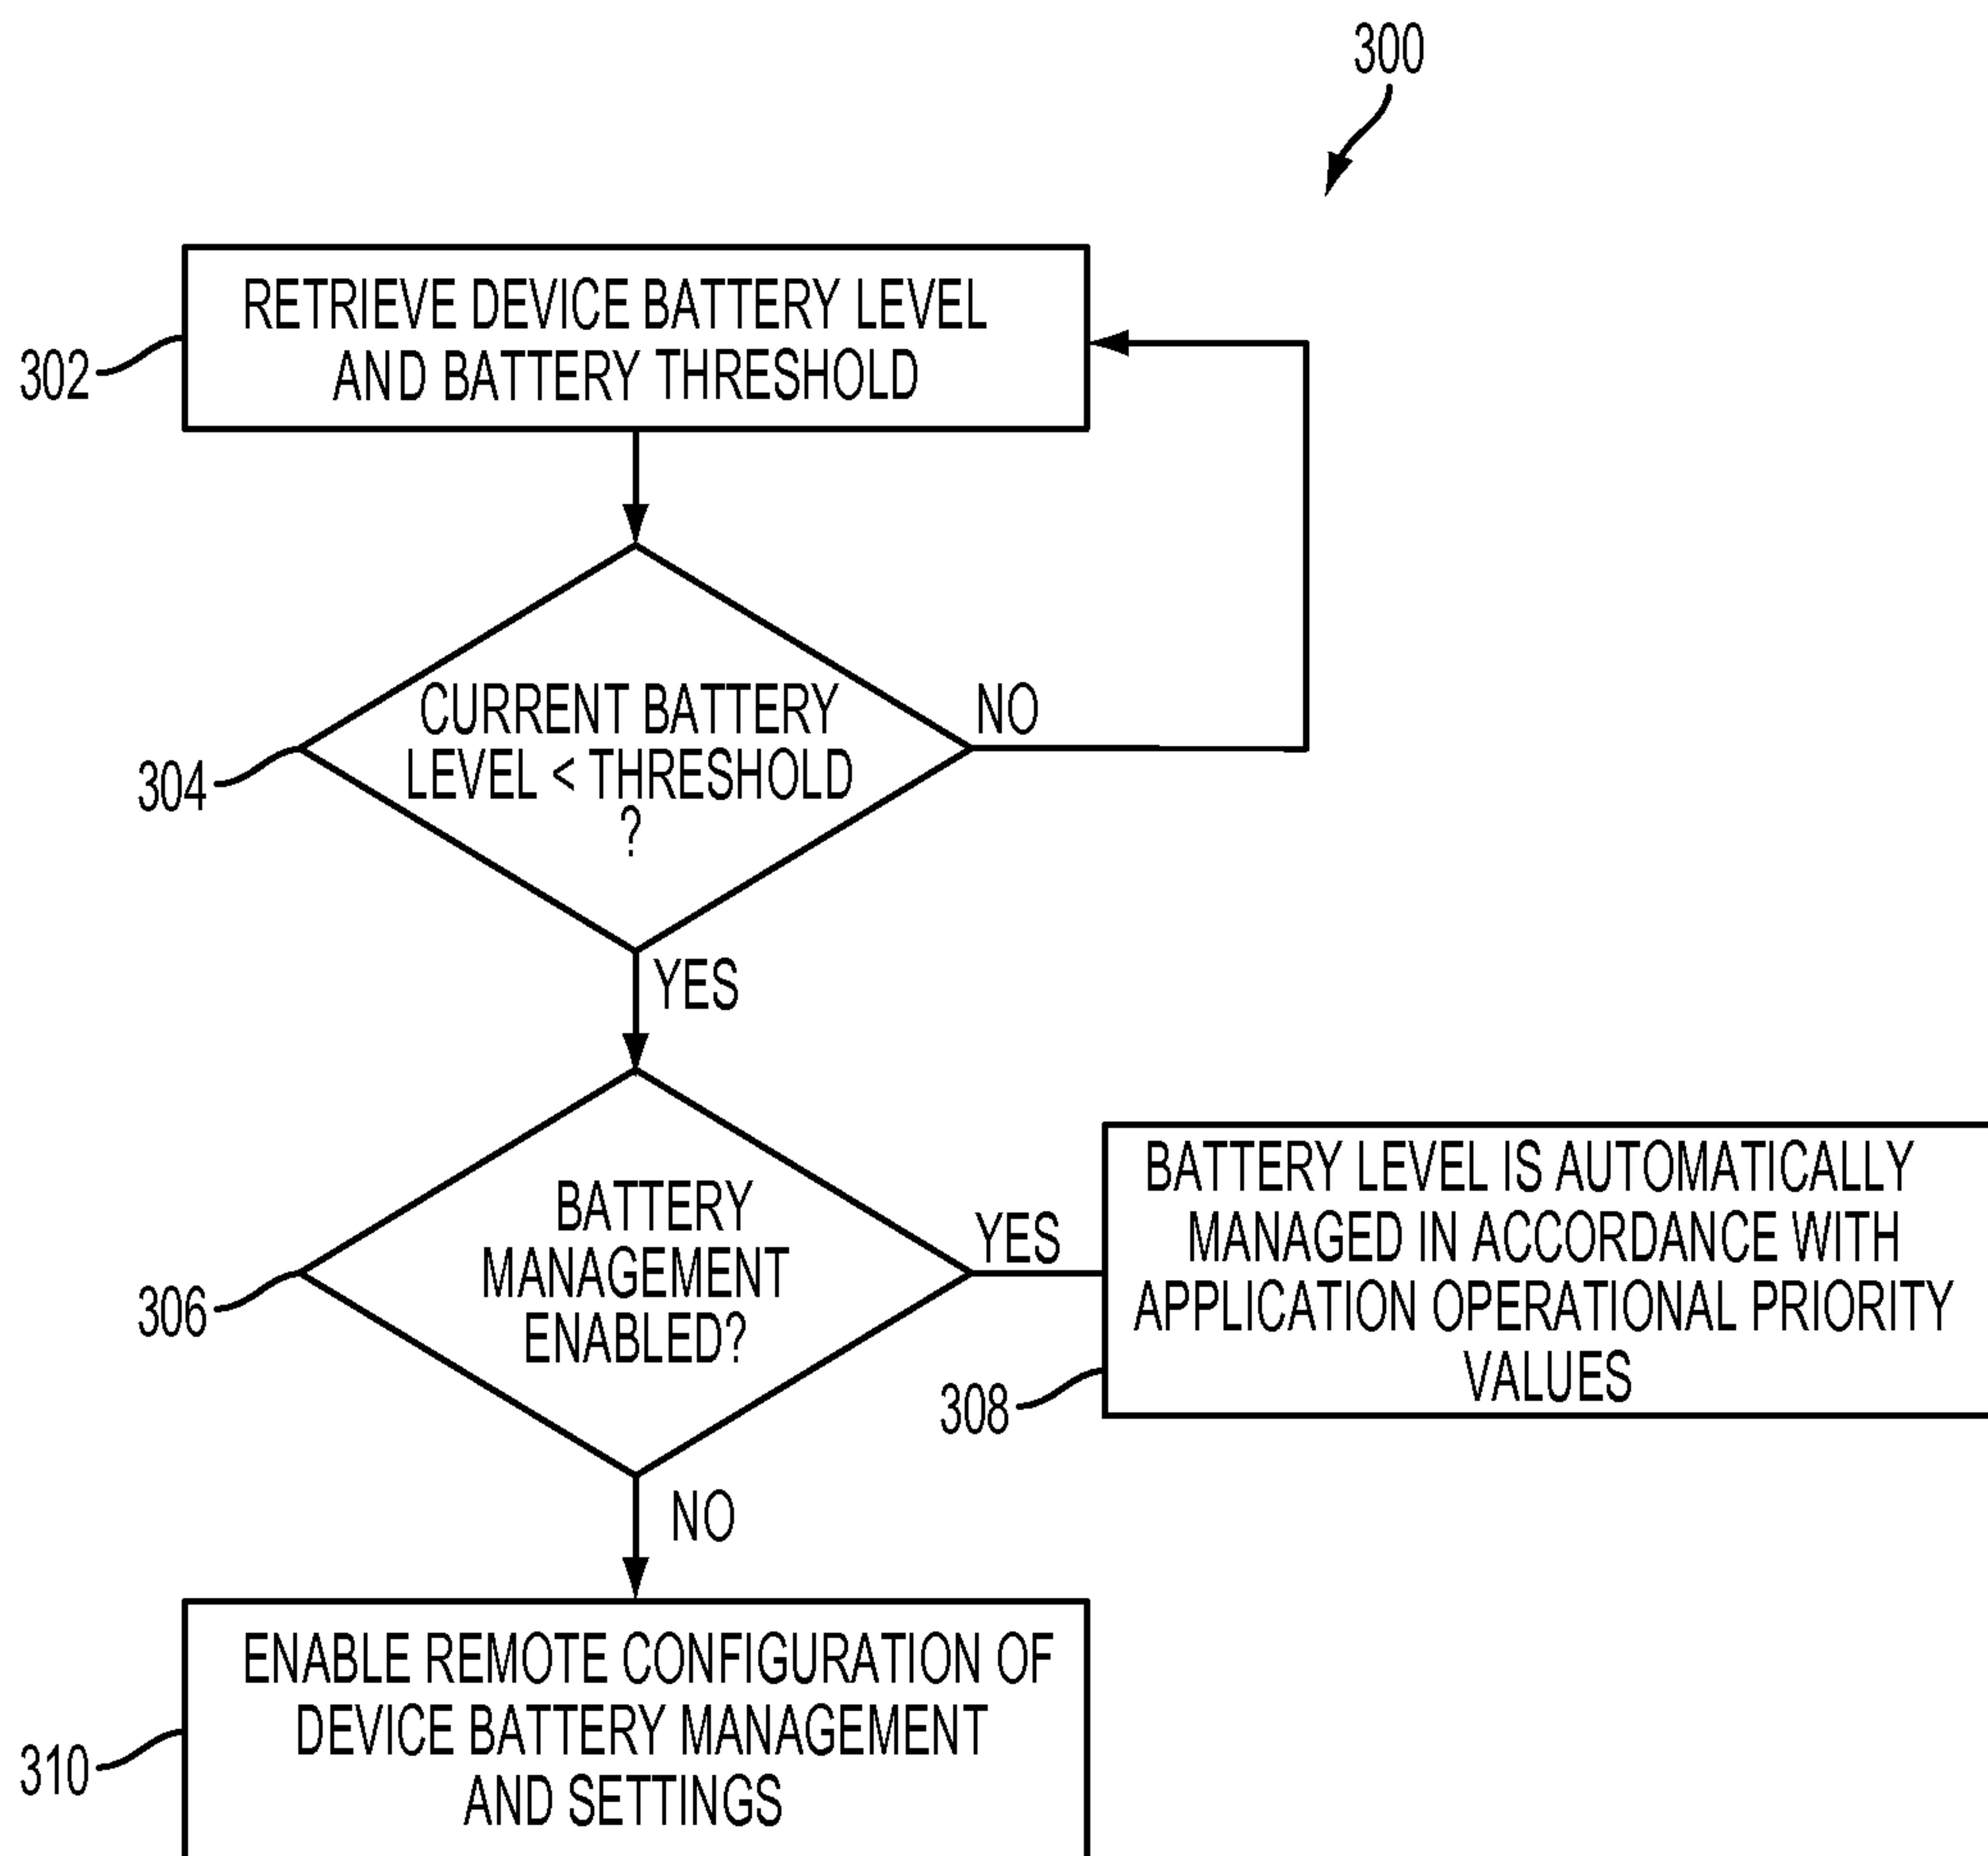 300
RETRIEVE DEVICE BATTERY LEVEL
AND BATTERY THRESHOLD
302
CURRENT BATTERY
LEVEL < THRESHOLD
?
NO
304
YES
BATTERY
MANAGEMENT
ENABLED?
306
YES
BATTERY LEVEL IS AUTOMATICALLY
MANAGED IN ACCORDANCE WITH
APPLICATION OPERATIONAL PRIORITY
VALUES
308
NO
ENABLE REMOTE CONFIGURATION OF
DEVICE BATTERY MANAGEMENT
AND SETTINGS
310